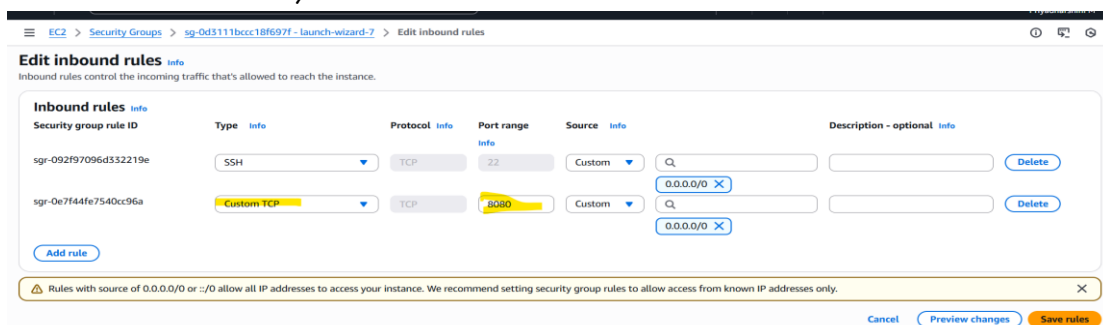 EC2 > Security Groups > sg-0d3111bccc18f697f - launch-wizard-7 > Edit inbound rules
Edit inbound rules Info
Inbound rules control the incoming traffic that's allowed to reach the instance.
Inbound rules Info
Security group rule ID Type Info Protocol Info Port range Info Source Info Description - optional Info
sgr-092f97096d332219e SSH TCP 22 Custom Delete
0.0.0.0/0
sgr-0e7f44fe7540cc96a Custom TCP TCP 8080 Custom Delete
0.0.0.0/0
Add rule
Rules with source of 0.0.0.0/0 or ::/0 allow all IP addresses to access your instance. We recommend setting security group rules to allow access from known IP addresses only.
Cancel Preview changes Save rules